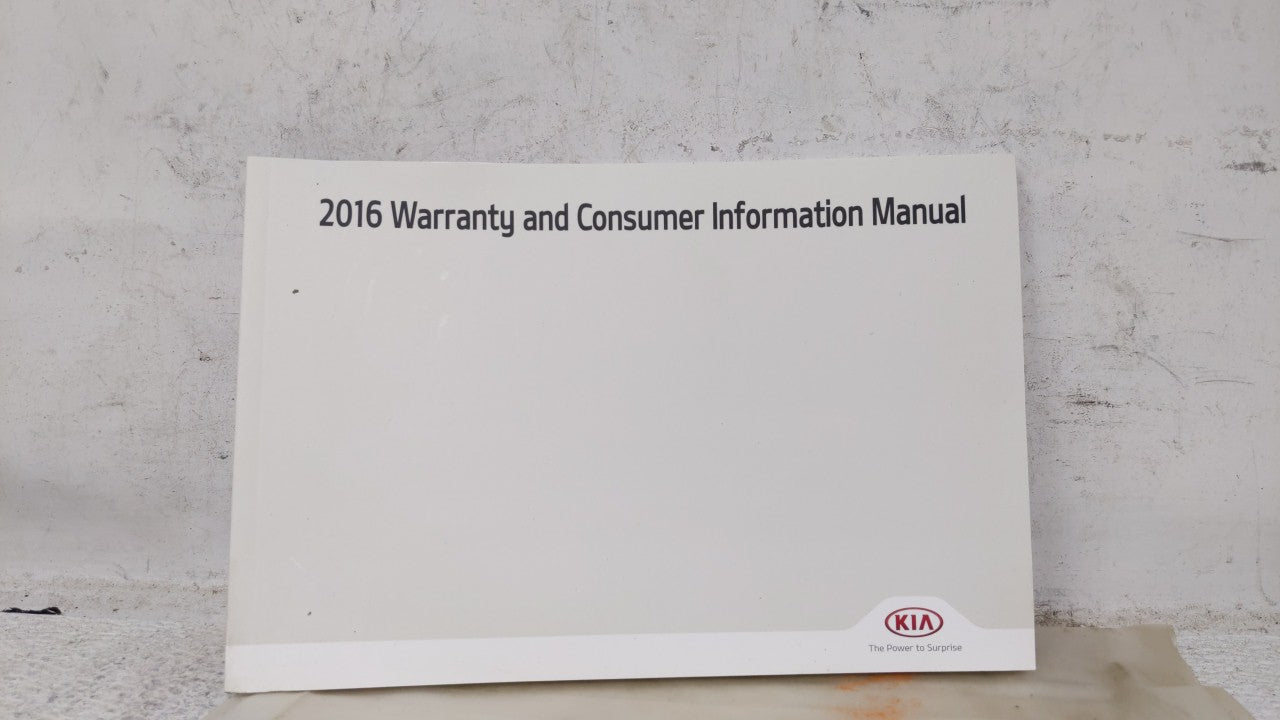 2016 Warranty and Consumer Information Manual
KIA
The Power to Surprise